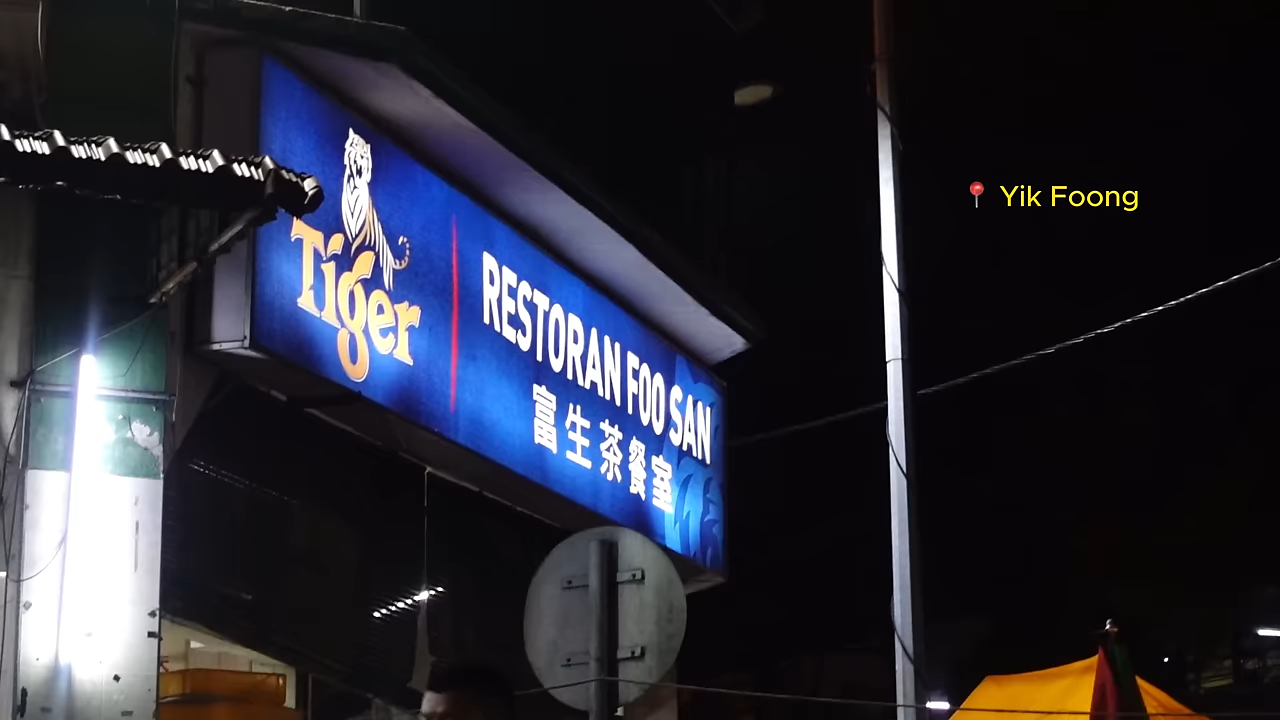 Tiger
RESTORAN FOO SAN
富生茶餐室
📍 Yik Foong